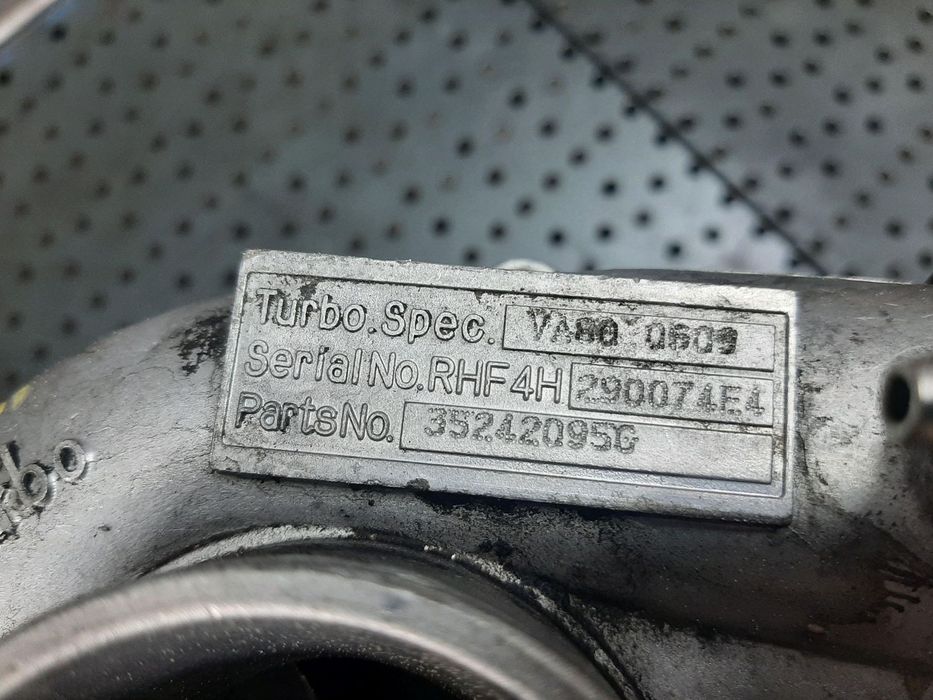 Turbo.Spec. VA80 0609
Serial No. RHF4H 290074E4
Parts No. 35242095G